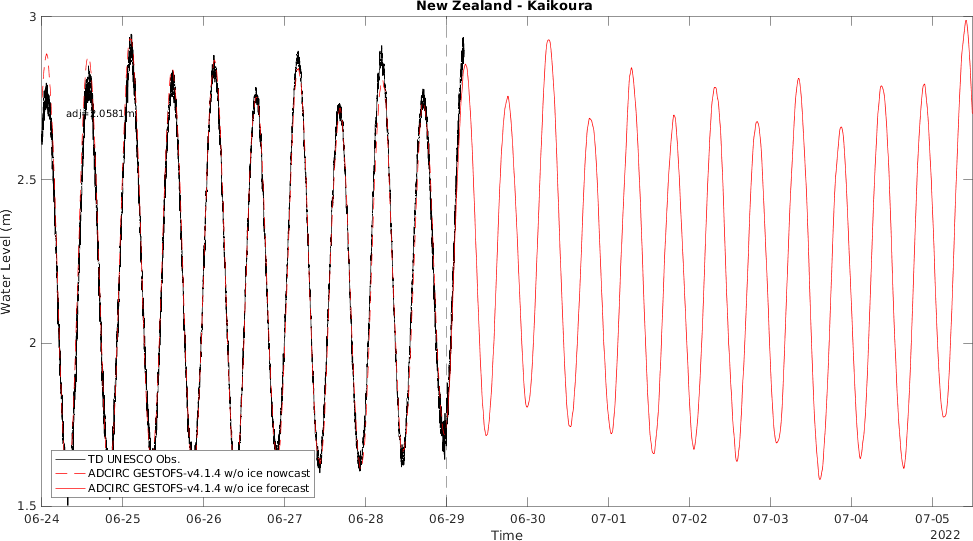 New Zealand - Kaikoura
3
2.5
2
1.5
Water Level (m)
adj=2.0581m
TD UNESCO Obs.
ADCIRC GESTOFS-v4.1.4 w/o ice nowcast
ADCIRC GESTOFS-v4.1.4 w/o ice forecast
06-24 06-25 06-26 06-27 06-28 06-29 06-30 07-01 07-02 07-03 07-04 07-05
Time
2022